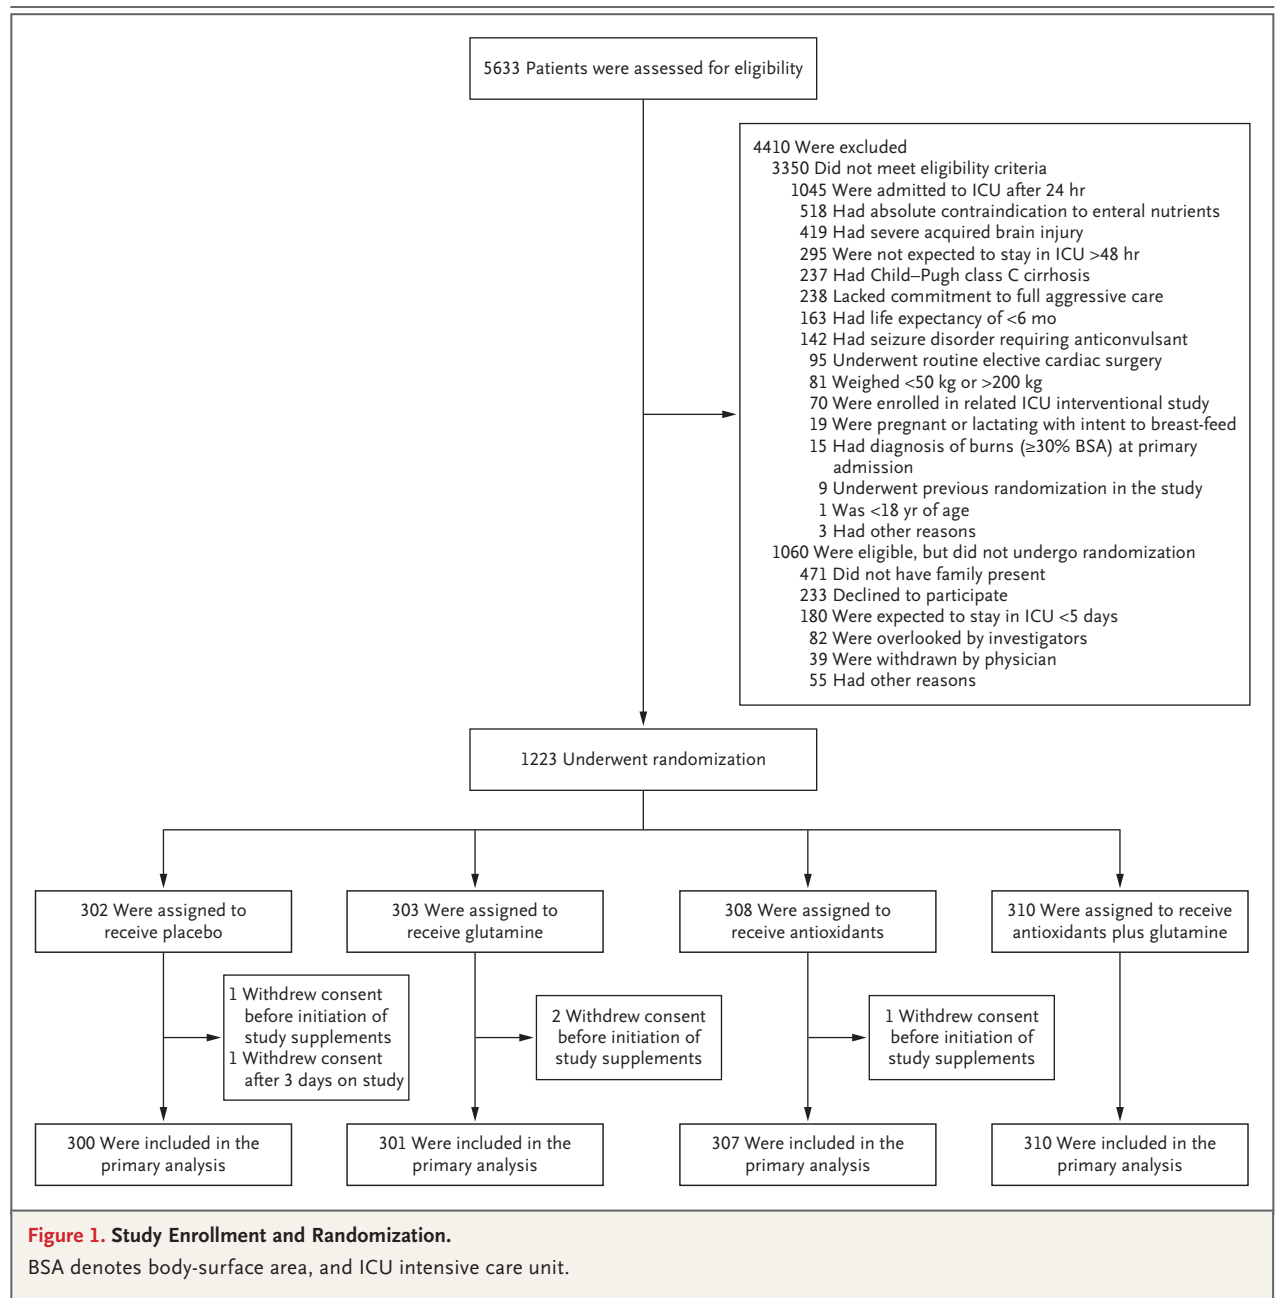 5633 Patients were assessed for eligibility
4410 Were excluded
3350 Did not meet eligibility criteria
1045 Were admitted to ICU after 24 hr
518 Had absolute contraindication to enteral nutrients
419 Had severe acquired brain injury
295 Were not expected to stay in ICU >48 hr
237 Had Child–Pugh class C cirrhosis
238 Lacked commitment to full aggressive care
163 Had life expectancy of <6 mo
142 Had seizure disorder requiring anticonvulsant
95 Underwent routine elective cardiac surgery
81 Weighed <50 kg or >200 kg
70 Were enrolled in related ICU interventional study
19 Were pregnant or lactating with intent to breast-feed
15 Had diagnosis of burns (≥30% BSA) at primary
admission
9 Underwent previous randomization in the study
1 Was <18 yr of age
3 Had other reasons
1060 Were eligible, but did not undergo randomization
471 Did not have family present
233 Declined to participate
180 Were expected to stay in ICU <5 days
82 Were overlooked by investigators
39 Were withdrawn by physician
55 Had other reasons
1223 Underwent randomization
302 Were assigned to
receive placebo
303 Were assigned to
receive glutamine
308 Were assigned to
receive antioxidants
310 Were assigned to receive
antioxidants plus glutamine
1 Withdrew consent
before initiation of
study supplements
1 Withdrew consent
after 3 days on study
2 Withdrew consent
before initiation of
study supplements
1 Withdrew consent
before initiation of
study supplements
300 Were included in the
primary analysis
301 Were included in the
primary analysis
307 Were included in the
primary analysis
310 Were included in the
primary analysis
Figure 1. Study Enrollment and Randomization.
BSA denotes body-surface area, and ICU intensive care unit.